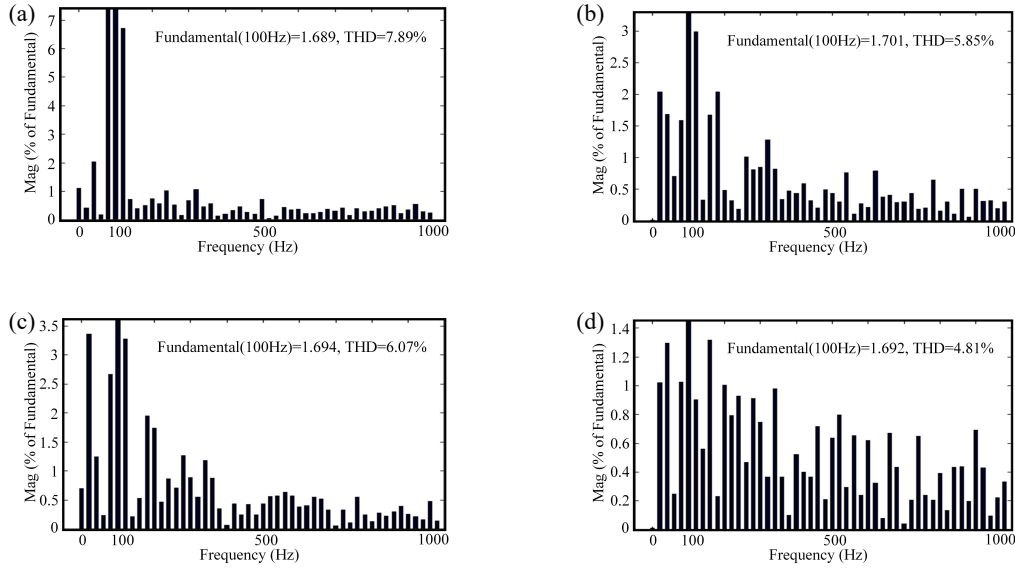 (a)
7
6
5
4
3
2
1
0
Mag (% of Fundamental)
Fundamental(100Hz)=1.689, THD=7.89%
0 100 500 1000
Frequency (Hz)
(b)
3
2.5
2
1.5
1
0.5
0
Mag (% of Fundamental)
Fundamental(100Hz)=1.701, THD=5.85%
0 100 500 1000
Frequency (Hz)
(c)
3.5
3
2.5
2
1.5
1
0.5
0
Mag (% of Fundamental)
Fundamental(100Hz)=1.694, THD=6.07%
0 100 500 1000
Frequency (Hz)
(d)
1.4
1.2
1
0.8
0.6
0.4
0.2
0
Mag (% of Fundamental)
Fundamental(100Hz)=1.692, THD=4.81%
0 100 500 1000
Frequency (Hz)